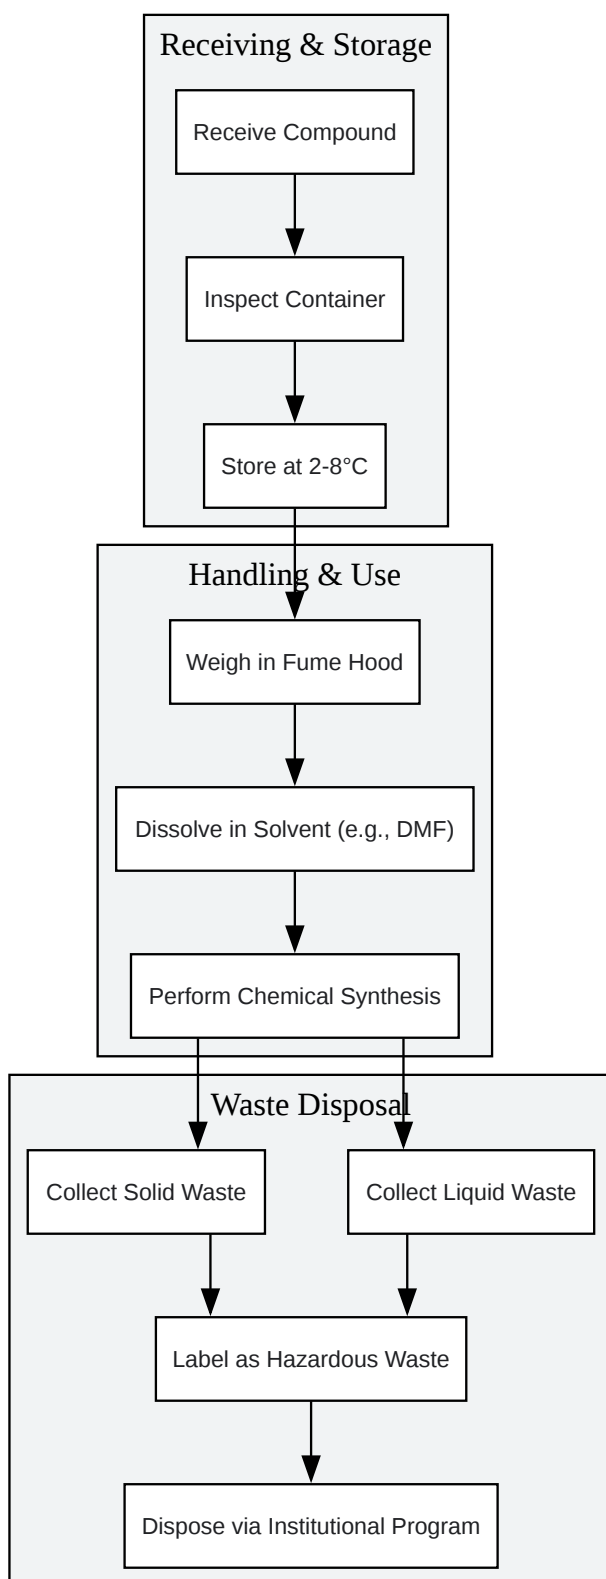 Receiving & Storage
Receive Compound
Inspect Container
Store at 2-8°C
Handling & Use
Weigh in Fume Hood
Dissolve in Solvent (e.g., DMF)
Perform Chemical Synthesis
Waste Disposal
Collect Solid Waste
Collect Liquid Waste
Label as Hazardous Waste
Dispose via Institutional Program